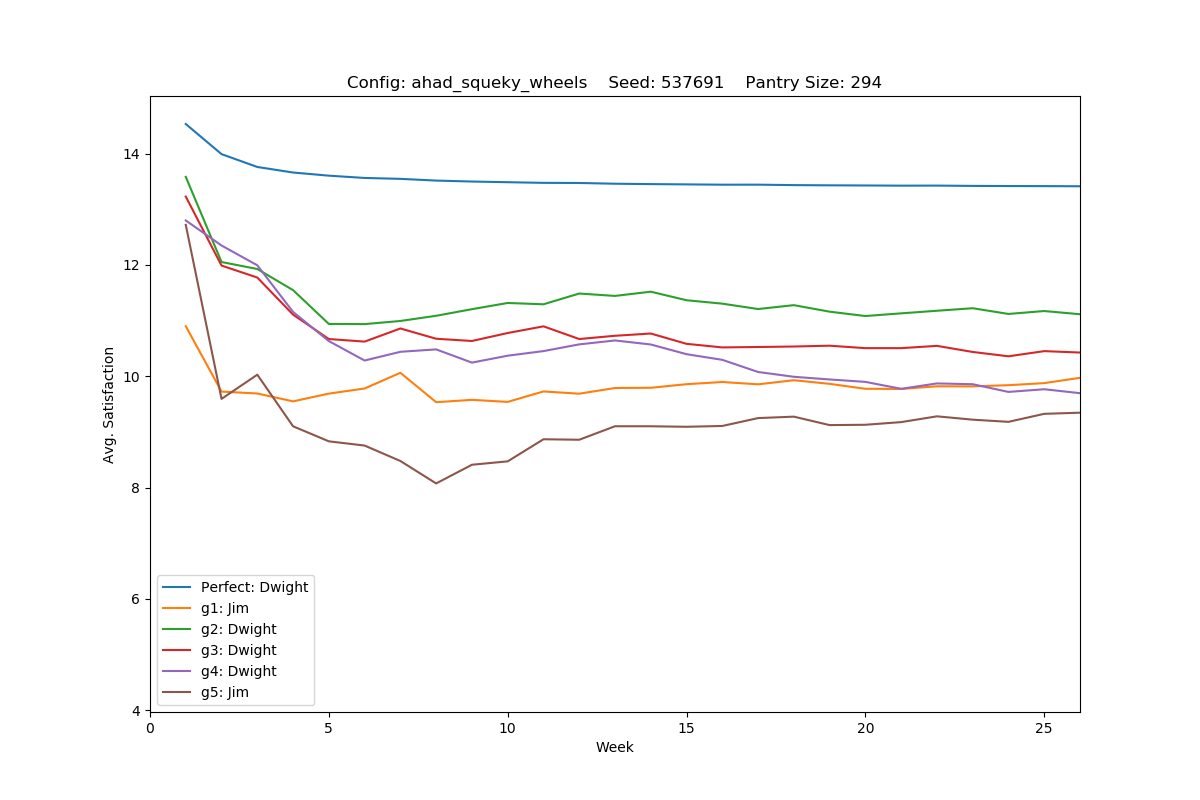 Config: ahad_squeky_wheels    Seed: 537691    Pantry Size: 294
14
12
10
8
6
4
Avg. Satisfaction
Perfect: Dwight
g1: Jim
g2: Dwight
g3: Dwight
g4: Dwight
g5: Jim
0 5 10 15 20 25
Week